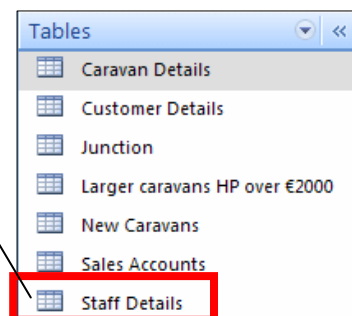 Tables
Caravan Details
Customer Details
Junction
Larger caravans HP over €2000
New Caravans
Sales Accounts
Staff Details